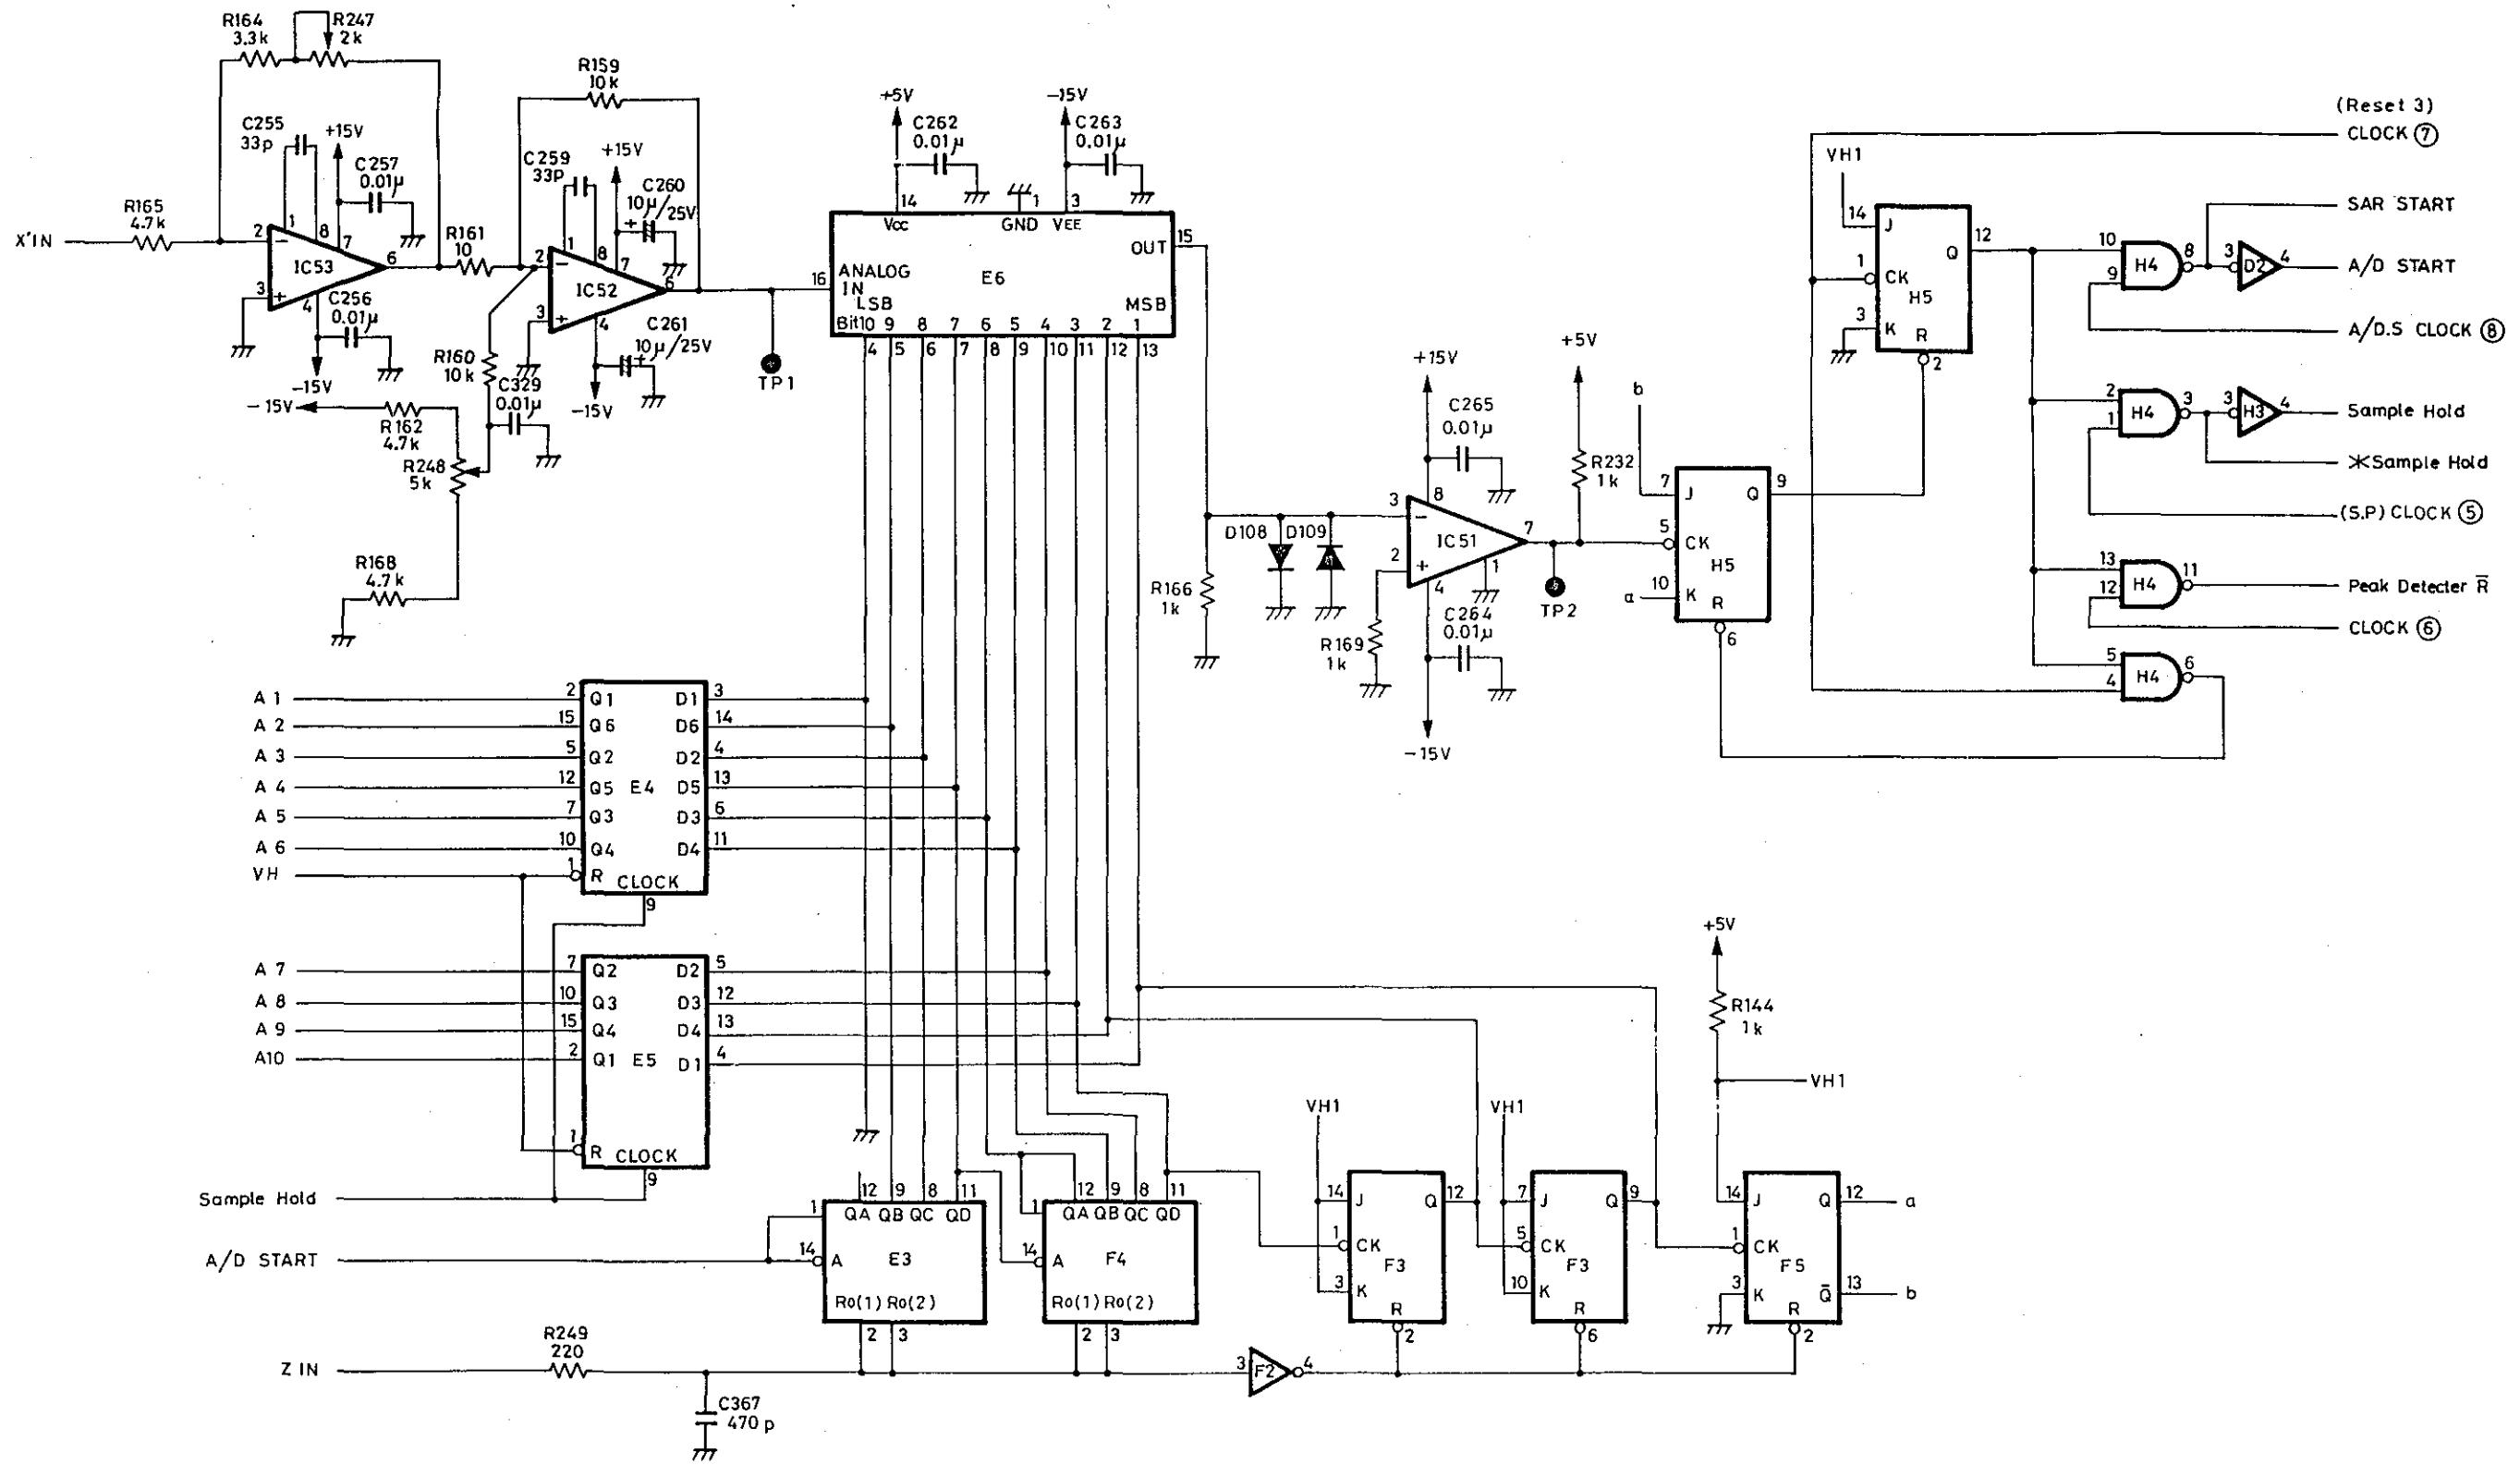 R164
3.3k
R247
2k
C255
33p
+15V
C257
0.01μ
R165
4.7k
X'IN
2
1
8
7
−
IC53
6
3
+
4
C256
0.01μ
−15V
R161
10
R159
10k
C259
33P
+15V
C260
10μ/25V
+
2
1
8
7
−
IC52
6
3
+
4
C261
10μ/25V
+
−15V
R160
10k
C329
0.01μ
−15V
R162
4.7k
R248
5k
R168
4.7k
TP1
+5V
C262
0.01μ
−15V
C263
0.01μ
14
1
3
Vcc
GND
VEE
OUT
15
16
ANALOG
IN
E6
LSB
MSB
Bit10 9 8 7 6 5 4 3 2 1
4 5 6 7 8 9 10 11 12 13
R166
1k
D108
D109
+15V
C265
0.01μ
3
−
8
IC51
7
2
+
1
4
R169
1k
C264
0.01μ
−15V
+5V
R232
1k
TP2
b
7
J
Q
9
5
CK
H5
10
K
a
R
6
VH1
14
J
Q
12
1
CK
H5
3
K
R
2
(Reset 3)
CLOCK ⑦
SAR START
10
9
H4
8
3
D2
4
A/D START
A/D.S CLOCK ⑧
2
1
H4
3
3
H3
4
Sample Hold
✳Sample Hold
(S.P) CLOCK ⑤
13
12
H4
11
Peak Detecter R̅
CLOCK ⑥
5
4
H4
6
A 1 2 Q1 D1 3
A 2 15 Q6 D6 14
A 3 5 Q2 D2 4
A 4 12 Q5 E4 D5 13
A 5 7 Q3 D3 6
A 6 10 Q4 D4 11
VH 1 R CLOCK
9
A 7 7 Q2 D2 5
A 8 10 Q3 D3 12
A 9 15 Q4 D4 13
A10 2 Q1 E5 D1 4
1 R CLOCK
9
Sample Hold
A/D START
1
14
12 9 8 11
QA QB QC QD
A
E3
Ro(1) Ro(2)
2 3
1
14
12 9 8 11
QA QB QC QD
A
F4
Ro(1) Ro(2)
2 3
Z IN
R249
220
C367
470 p
3
F2
4
VH1
14
J
Q
12
1
CK
F3
3
K
R
2
VH1
7
J
Q
9
5
CK
F3
10
K
R
6
+5V
R144
1k
VH1
14
J
Q
12
a
1
CK
F5
3
K
Q̅
13
b
R
2